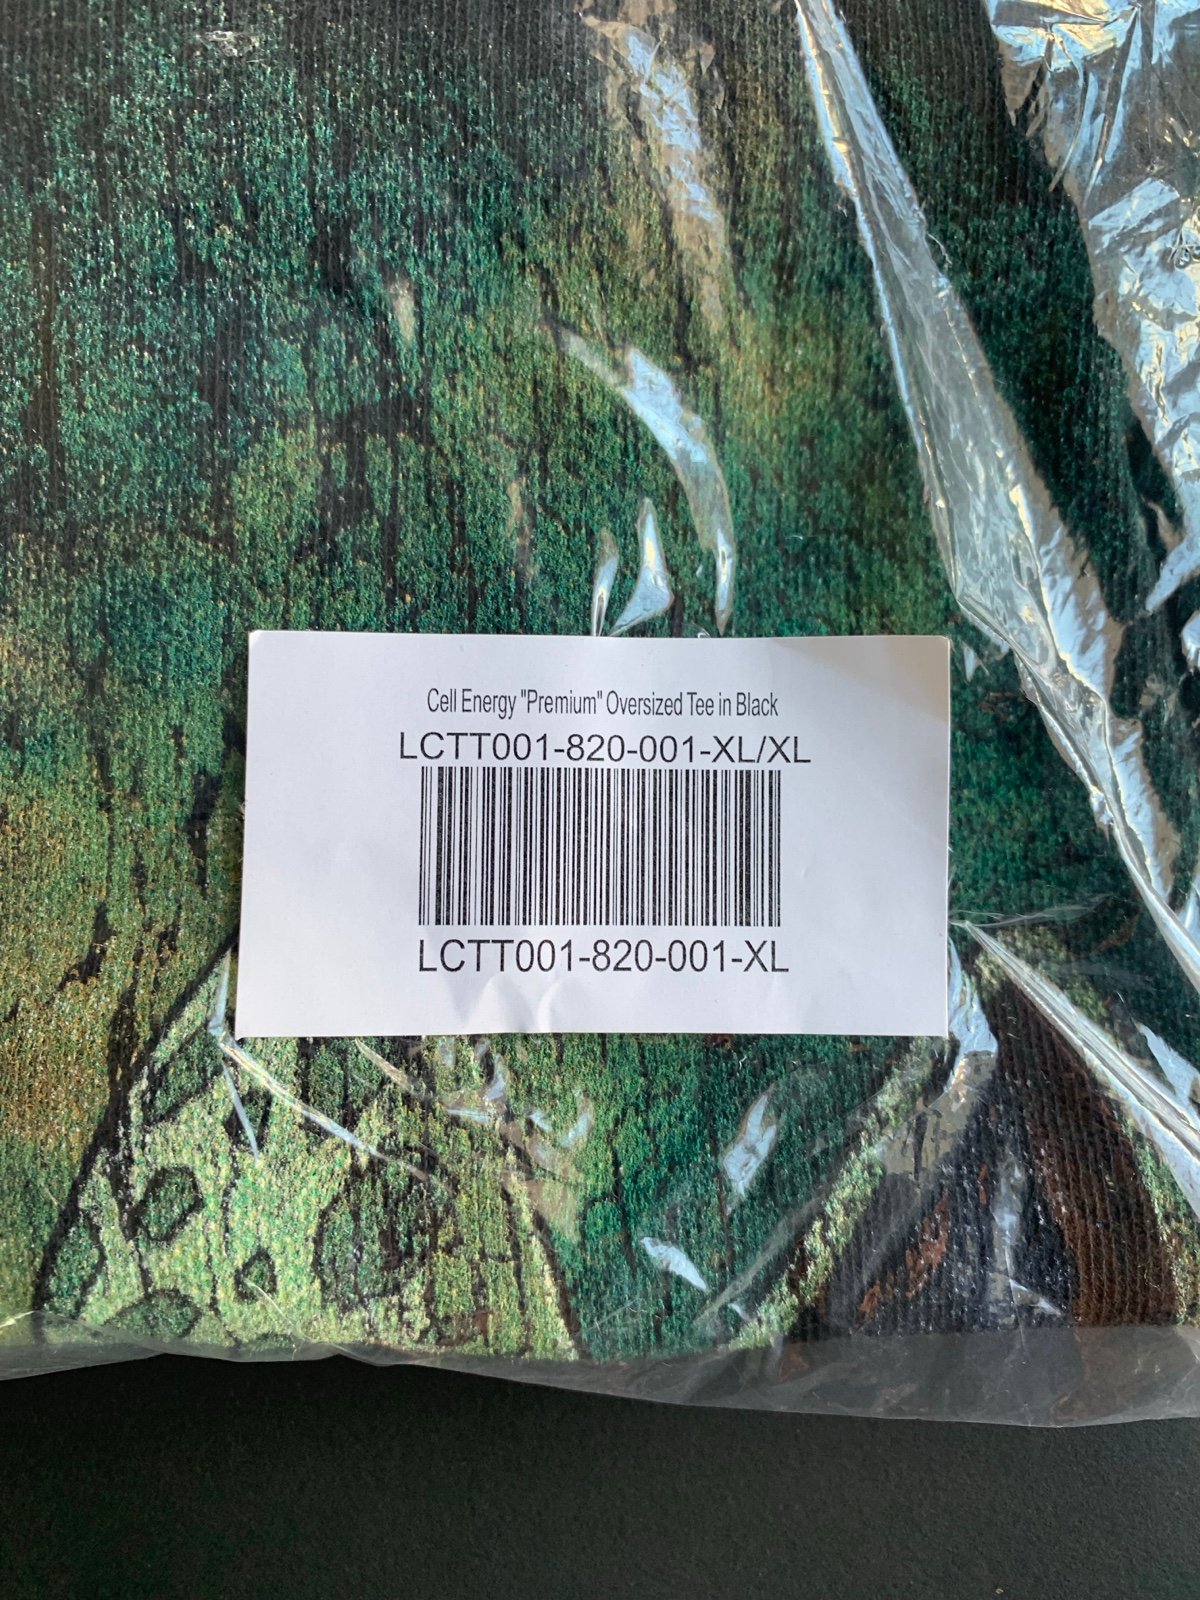 Cell Energy "Premium" Oversized Tee in Black
LCTT001-820-001-XL/XL
LCTT001-820-001-XL